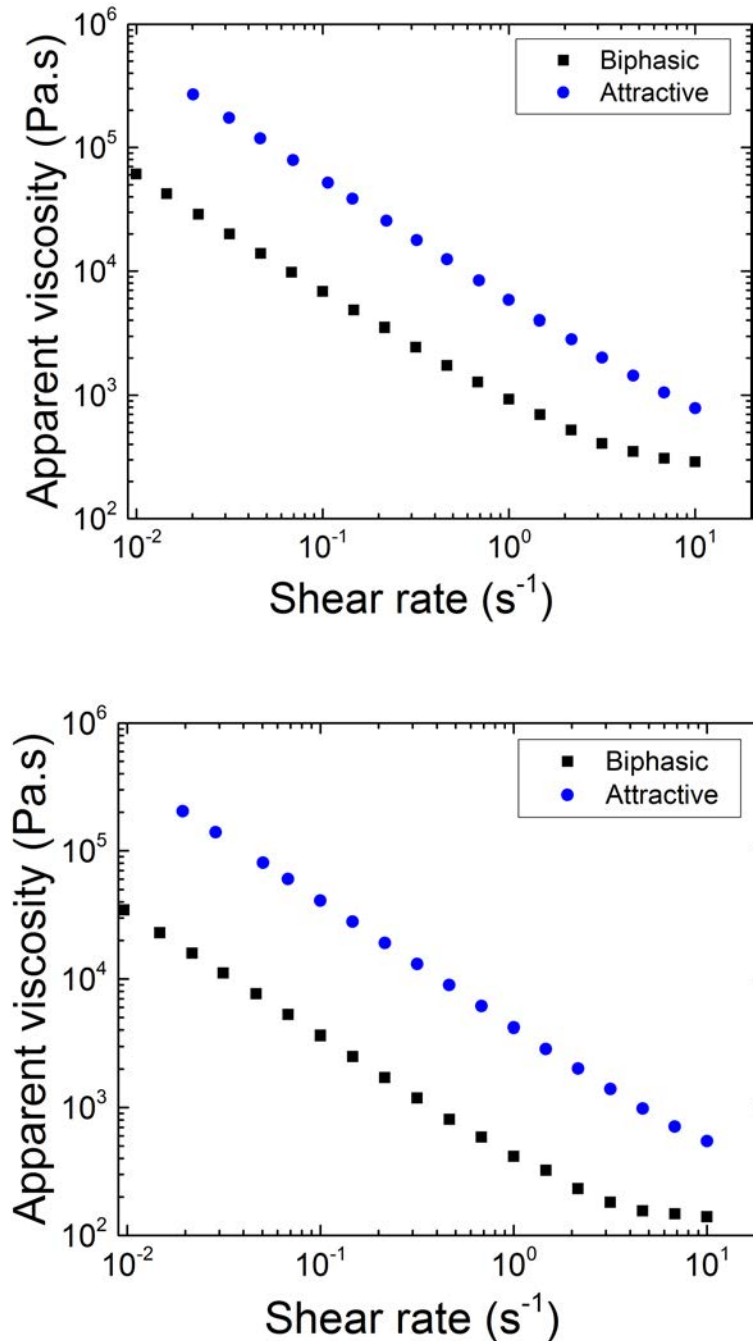 10^6
10^5
10^4
10^3
10^2
Apparent viscosity (Pa.s)
Biphasic
Attractive
10^-2
10^-1
10^0
10^1
Shear rate (s^-1)
10^6
10^5
10^4
10^3
10^2
Apparent viscosity (Pa.s)
Biphasic
Attractive
10^-2
10^-1
10^0
10^1
Shear rate (s^-1)